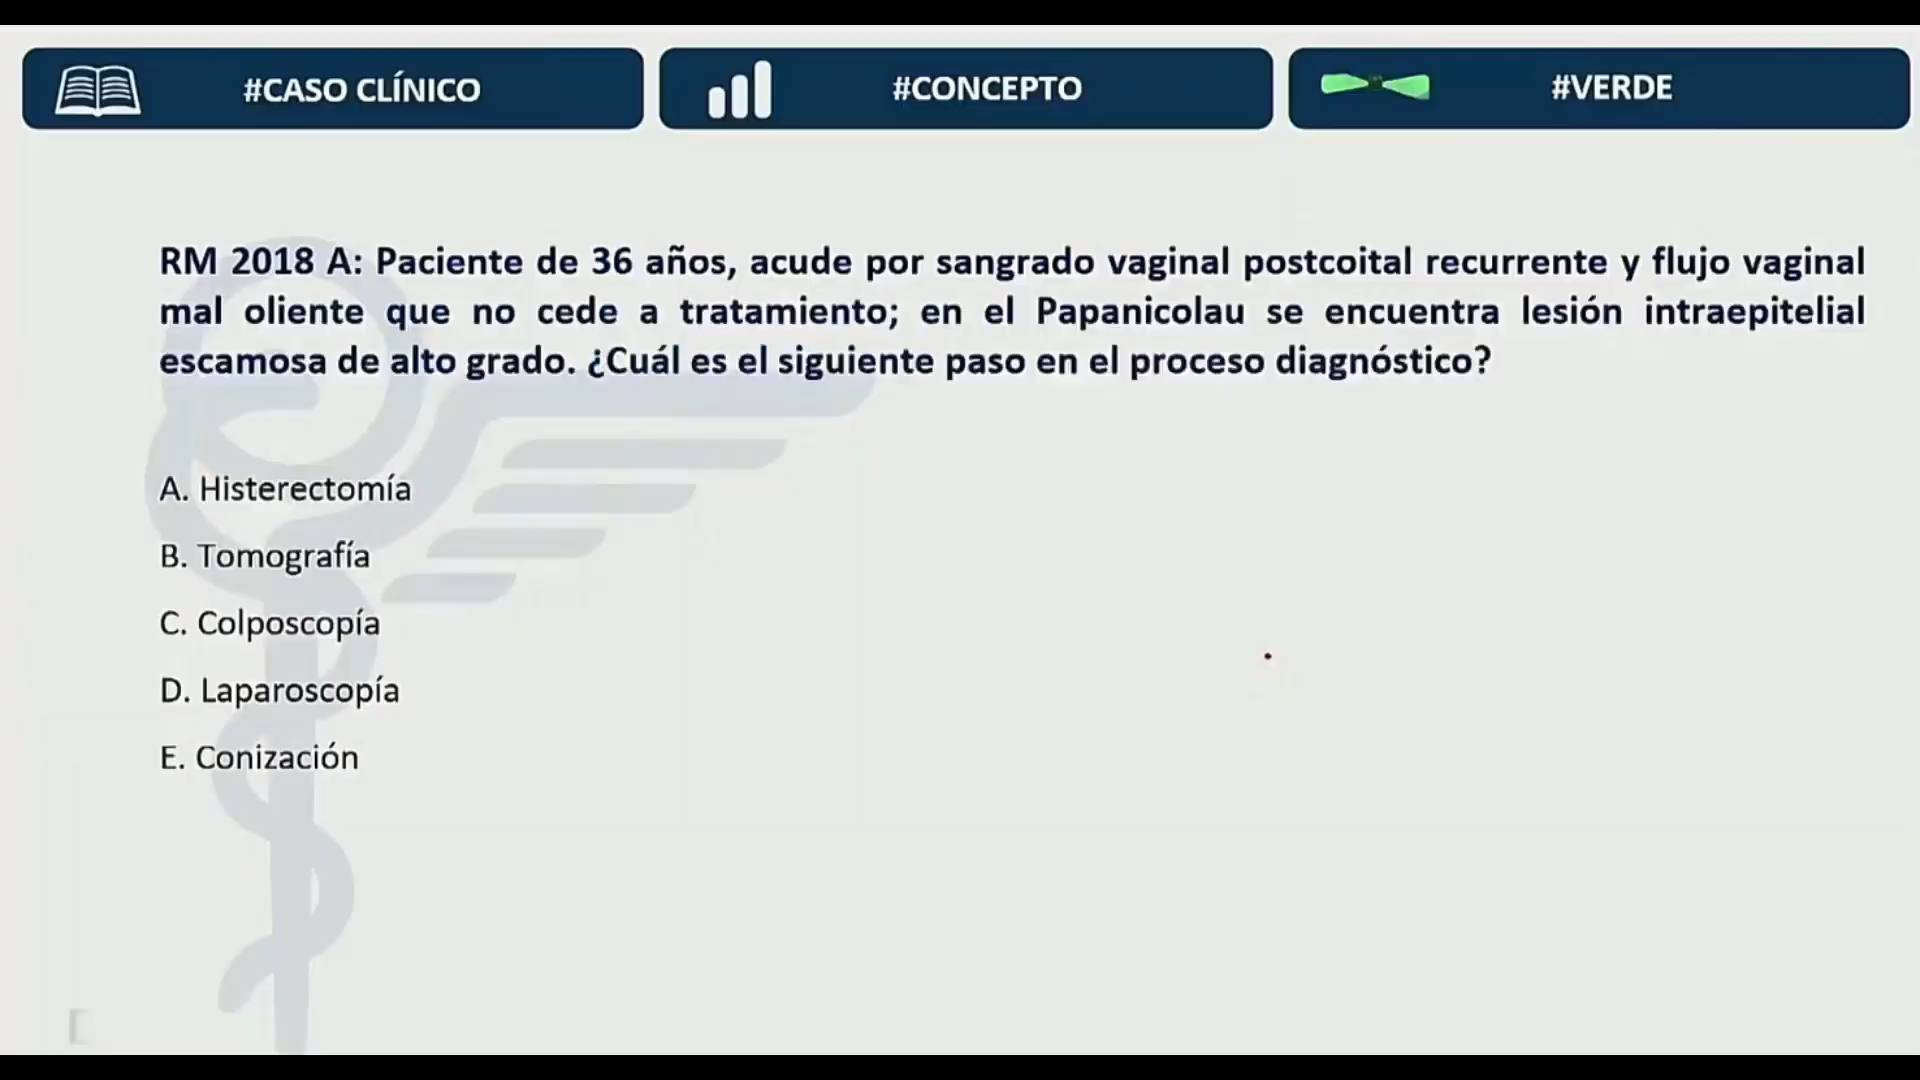 #CASO CLÍNICO
#CONCEPTO
#VERDE
RM 2018 A: Paciente de 36 años, acude por sangrado vaginal postcoital recurrente y flujo vaginal
mal oliente que no cede a tratamiento; en el Papanicolau se encuentra lesión intraepitelial
escamosa de alto grado. ¿Cuál es el siguiente paso en el proceso diagnóstico?
A. Histerectomía
B. Tomografía
C. Colposcopía
D. Laparoscopía
E. Conización